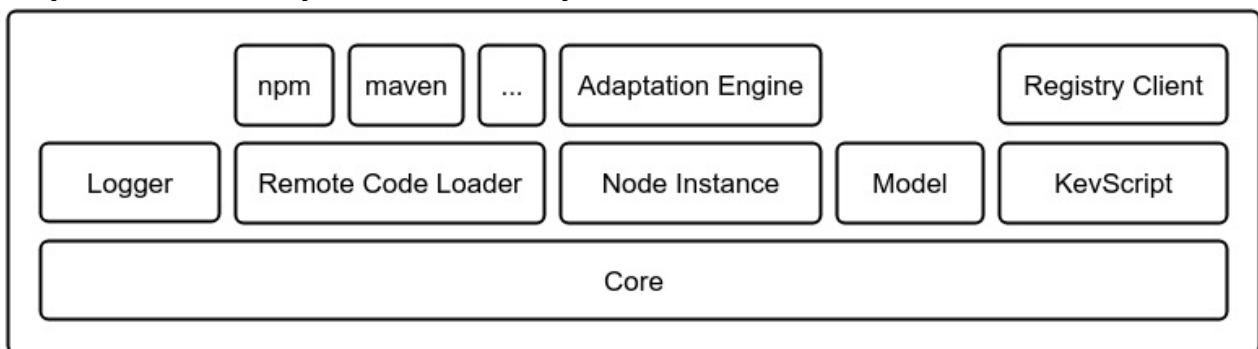 npm maven ... Adaptation Engine Registry Client
Logger Remote Code Loader Node Instance Model KevScript
Core